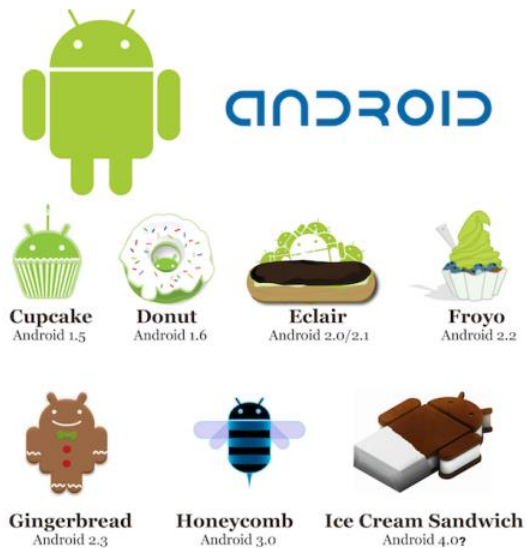 ANDROID
Cupcake
Android 1.5
Donut
Android 1.6
Eclair
Android 2.0/2.1
Froyo
Android 2.2
Gingerbread
Android 2.3
Honeycomb
Android 3.0
Ice Cream Sandwich
Android 4.0?